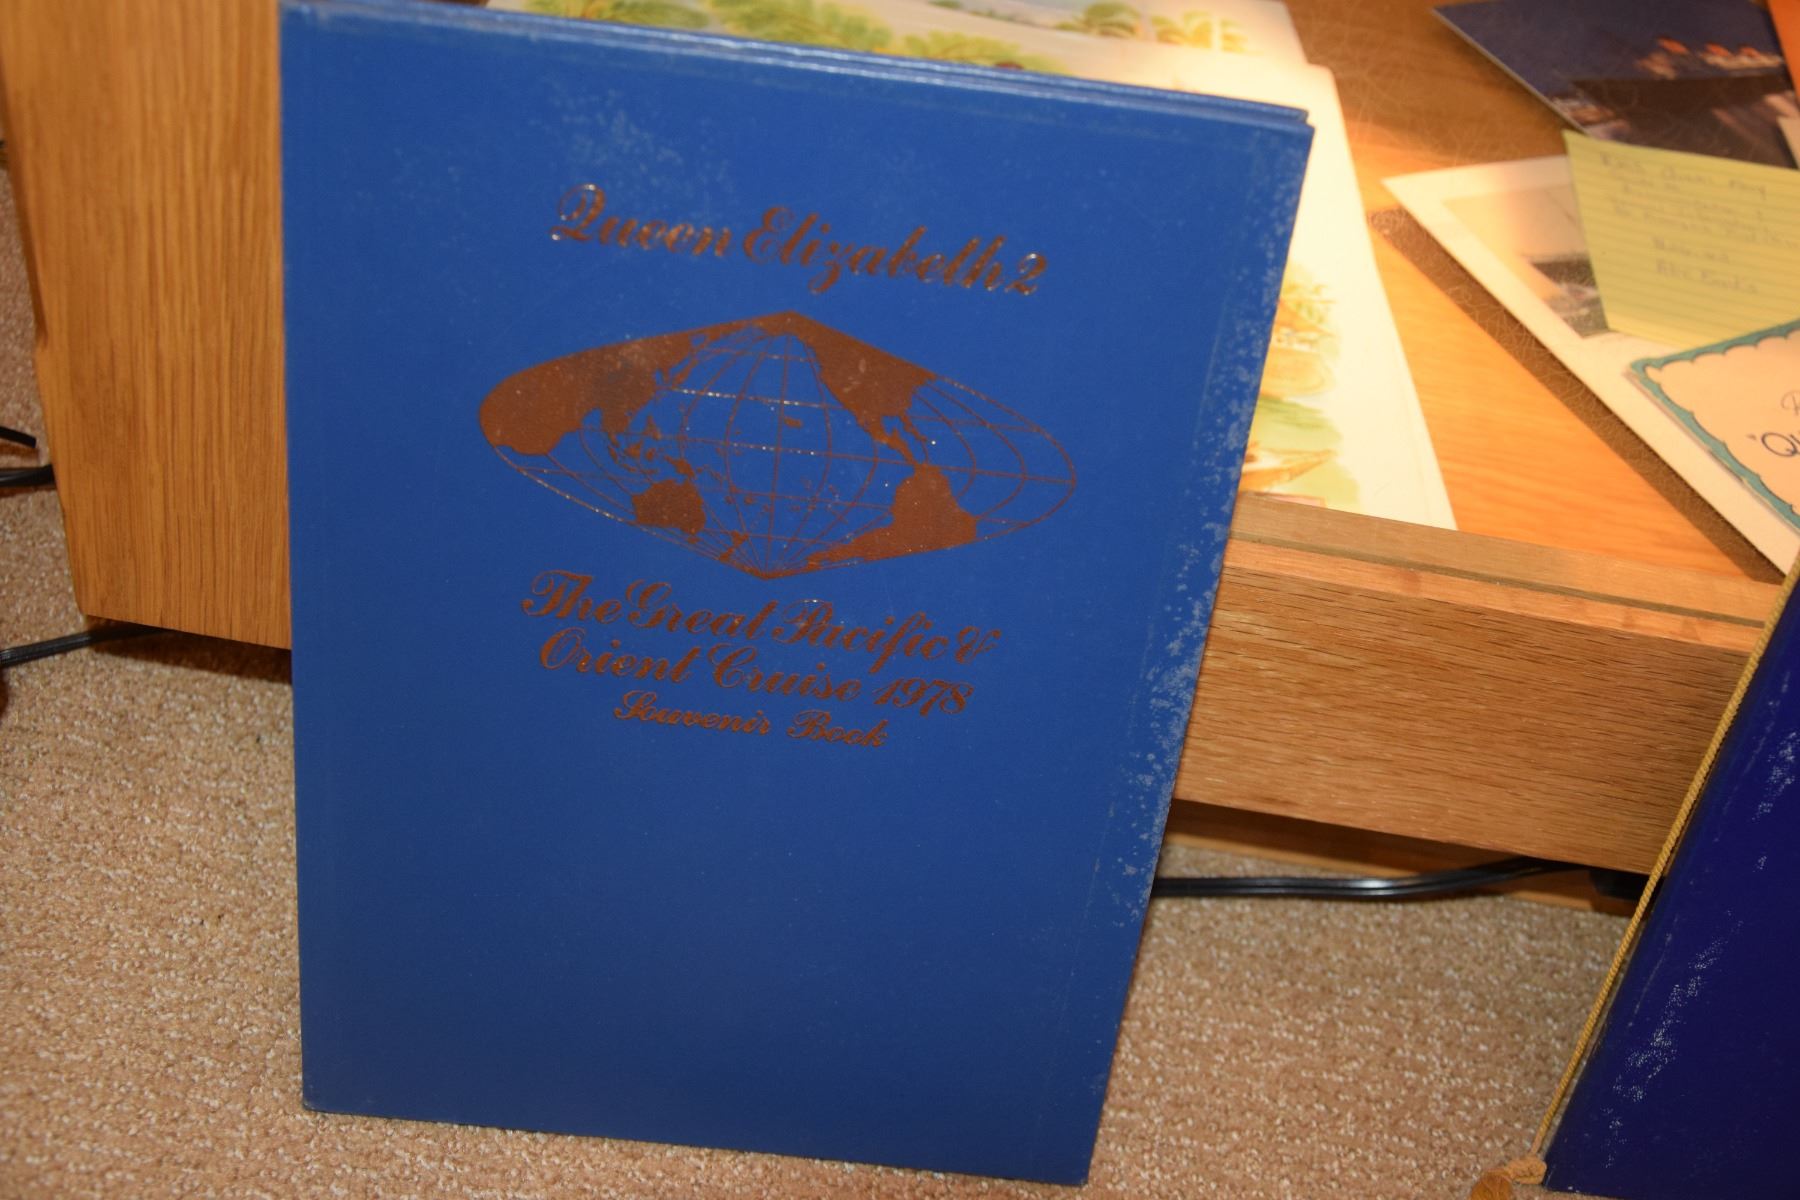 Queen Elizabeth 2
The Great Pacific &
Orient Cruise 1978
Souvenir Book